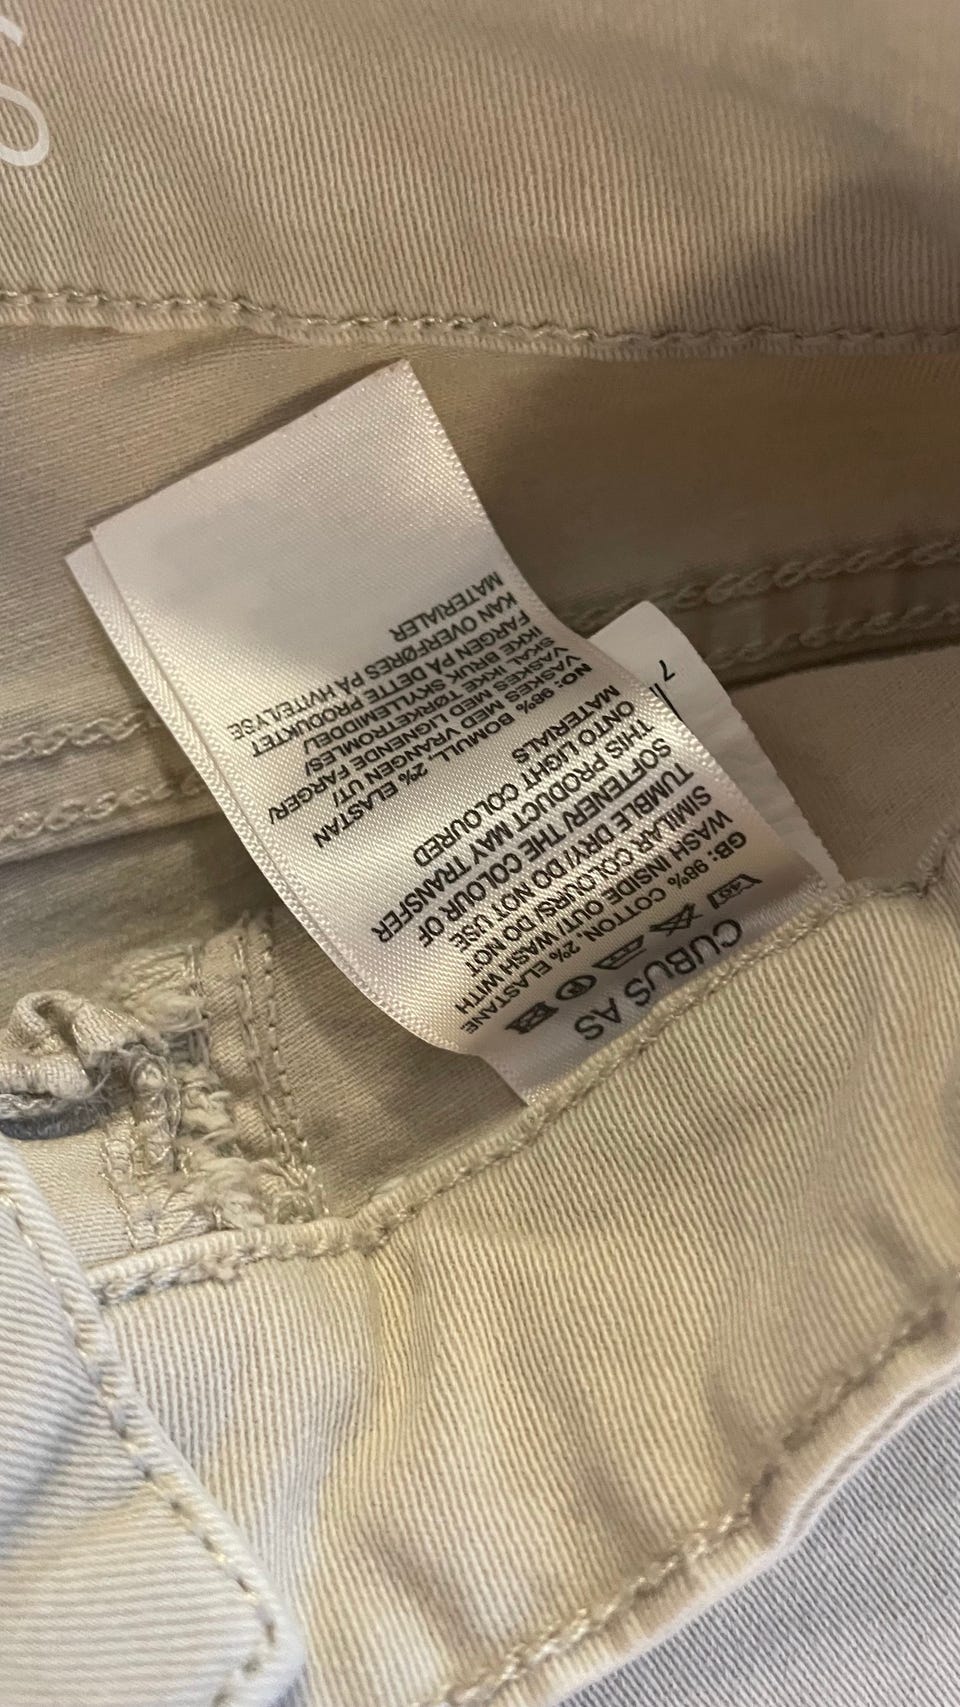 CUBUS AS
40
P
GB: 98% COTTON, 2% ELASTANE
WASH INSIDE OUT/ WASH WITH
SIMILAR COLOURS/ DO NOT
TUMBLE DRY/ DO NOT USE
SOFTENER/ THE COLOUR OF
THIS PRODUCT MAY TRANSFER
ONTO LIGHT COLOURED
MATERIALS
NO: 98% BOMULL, 2% ELASTAN
VASKES MED VRANGEN UT/
VASKES MED LIGNENDE FARGER/
SKAL IKKE TØRKETROMLES/
IKKE BRUK SKYLLEMIDDEL/
FARGEN PÅ DETTE PRODUKTET
KAN OVERFØRES PÅ HVITE/LYSE
MATERIALER
7